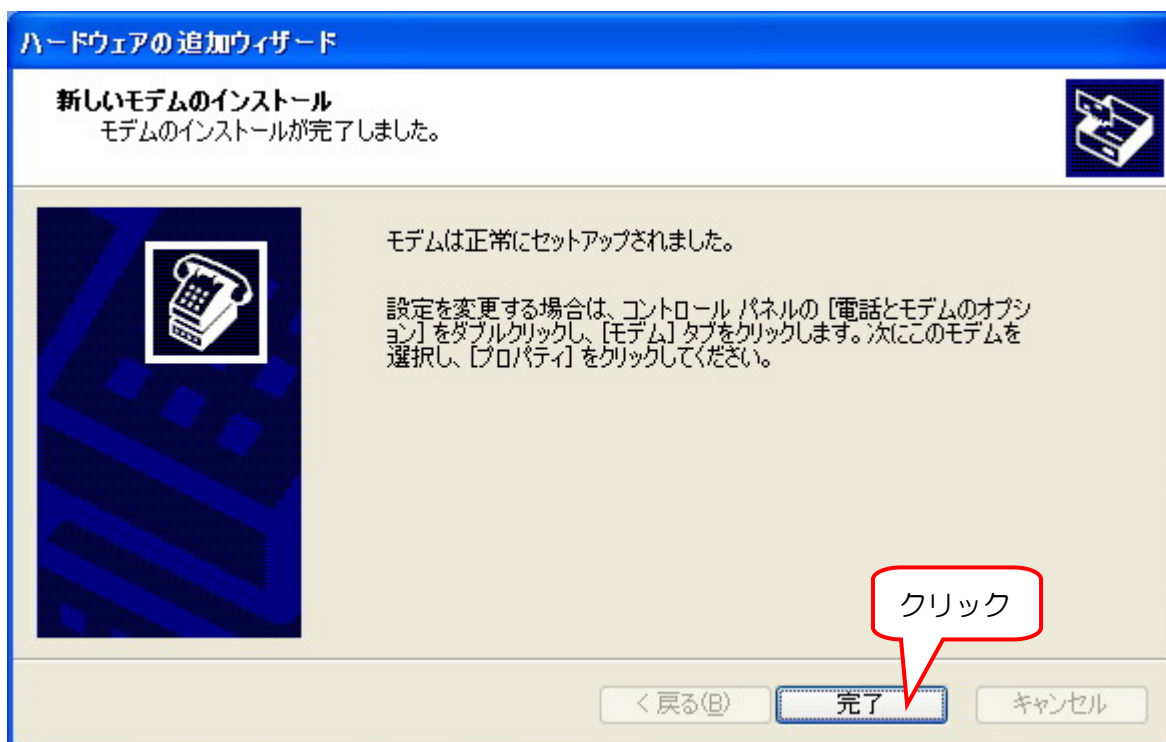 ハードウェアの追加ウィザード
新しいモデムのインストール
モデムのインストールが完了しました。
モデムは正常にセットアップされました。
設定を変更する場合は、コントロール パネルの [電話とモデムのオプシ
ョン] をダブルクリックし、[モデム] タブをクリックします。次にこのモデムを
選択し、[プロパティ] をクリックしてください。
クリック
< 戻る(B)
完了
キャンセル